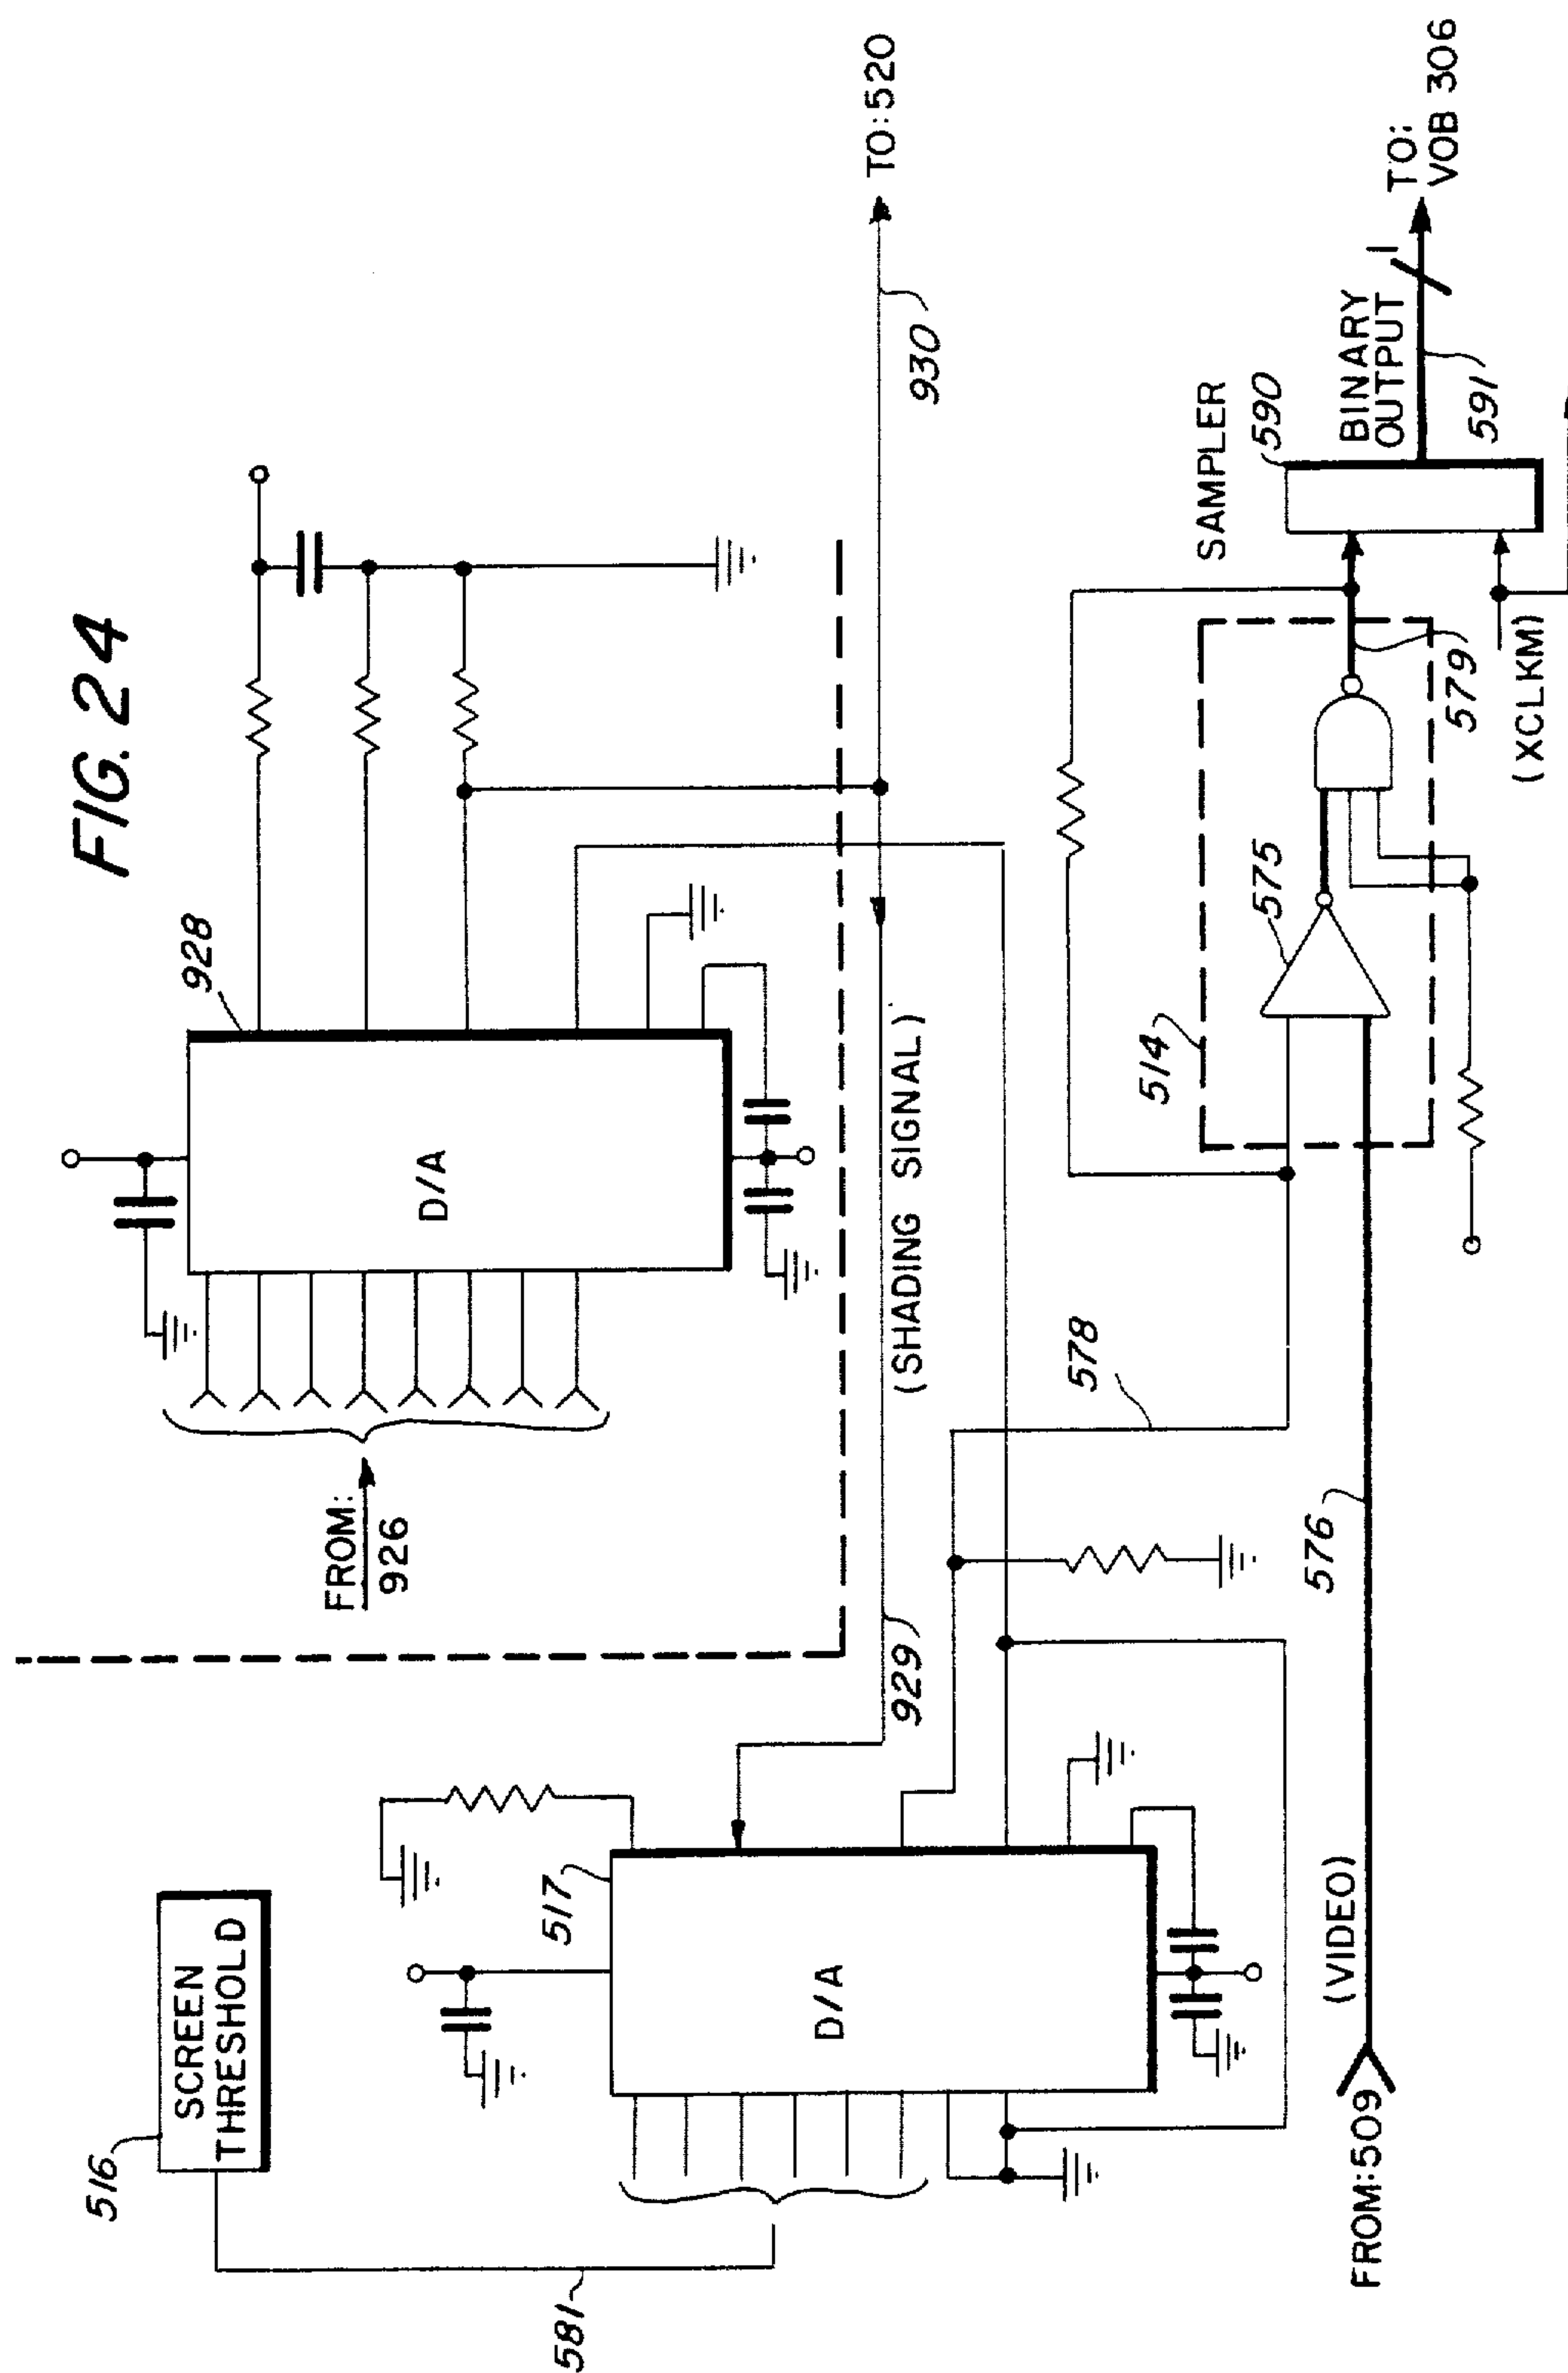 FIG. 24
928
D/A
FROM:
926
TO:520
930
929
(SHADING SIGNAL)
516
SCREEN
THRESHOLD
581
517
D/A
578
514
575
579
SAMPLER
590
BINARY
OUTPUT
1
591
TO:
VOB 306
(XCLKM)
576
(VIDEO)
FROM:509